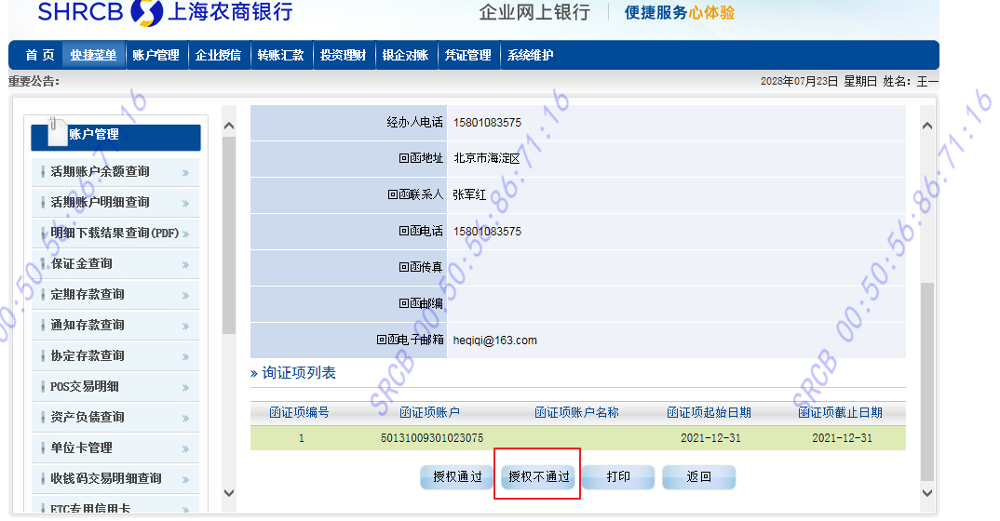 SHRCB 上海农商银行 企业网上银行 便捷服务心体验
首页 快捷菜单 账户管理 企业授信 转账汇款 投资理财 银企对账 凭证管理 系统维护
重要公告: 2028年07月23日 星期日 姓名: 王一
账户管理
活期账户余额查询 »
活期账户明细查询 »
明细下载结果查询(PDF) »
保证金查询 »
定期存款查询 »
通知存款查询 »
协定存款查询 »
POS交易明细 »
资产负债查询 »
单位卡管理 »
收钱码交易明细查询 »
ETC专用信用卡 »
经办人电话 15801083575
回函地址 北京市海淀区
回函联系人 张军红
回函电话 15801083575
回函传真
回函邮编
回函电子邮箱 heqiqi@163.com
» 询证项列表
函证项编号 函证项账户 函证项账户名称 函证项起始日期 函证项截止日期
1 50131009301023075 2021-12-31 2021-12-31
授权通过 授权不通过 打印 返回
00:50:56:86:71:16
SRCB 00:50:56:86:71:16
SRCB 00:50:56:86:71:16